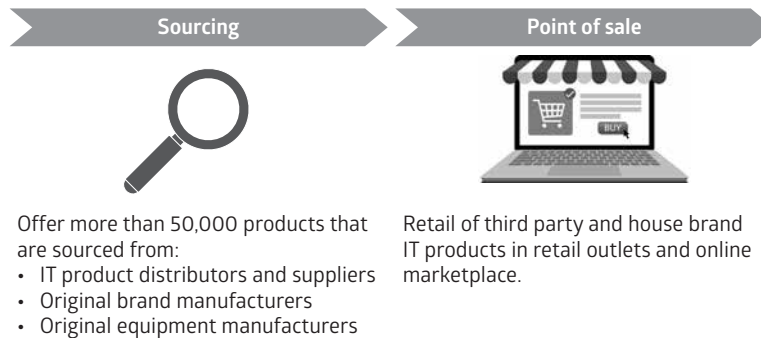 Sourcing
Point of sale
BUY
Offer more than 50,000 products that
are sourced from:
• IT product distributors and suppliers
• Original brand manufacturers
• Original equipment manufacturers
Retail of third party and house brand
IT products in retail outlets and online
marketplace.